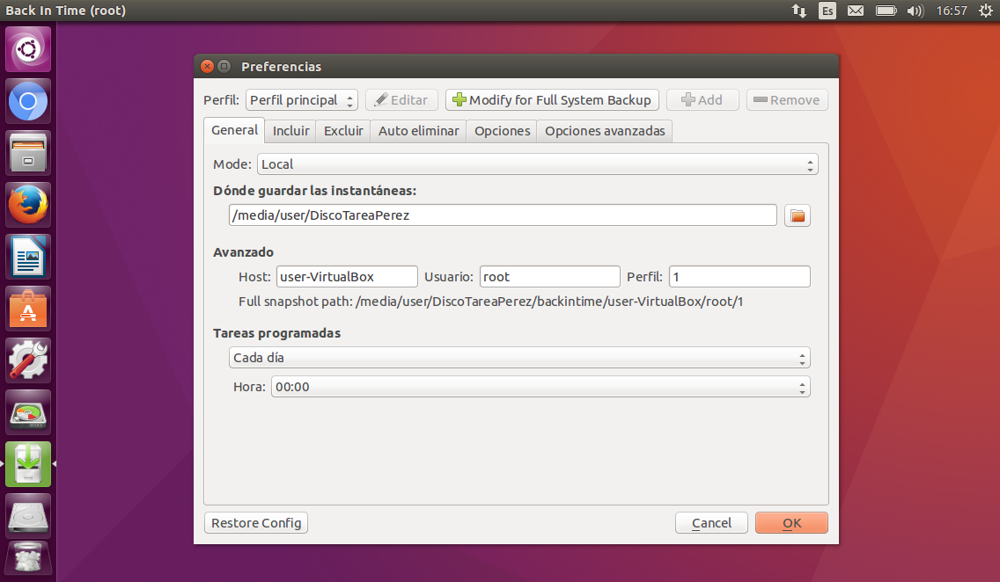 Back In Time (root) Es 16:57
Preferencias
Perfil: Perfil principal Editar Modify for Full System Backup Add Remove
General Incluir Excluir Auto eliminar Opciones Opciones avanzadas
Mode: Local
Dónde guardar las instantáneas:
/media/user/DiscoTareaPerez
Avanzado
Host: user-VirtualBox Usuario: root Perfil: 1
Full snapshot path: /media/user/DiscoTareaPerez/backintime/user-VirtualBox/root/1
Tareas programadas
Cada día
Hora: 00:00
Restore Config Cancel OK